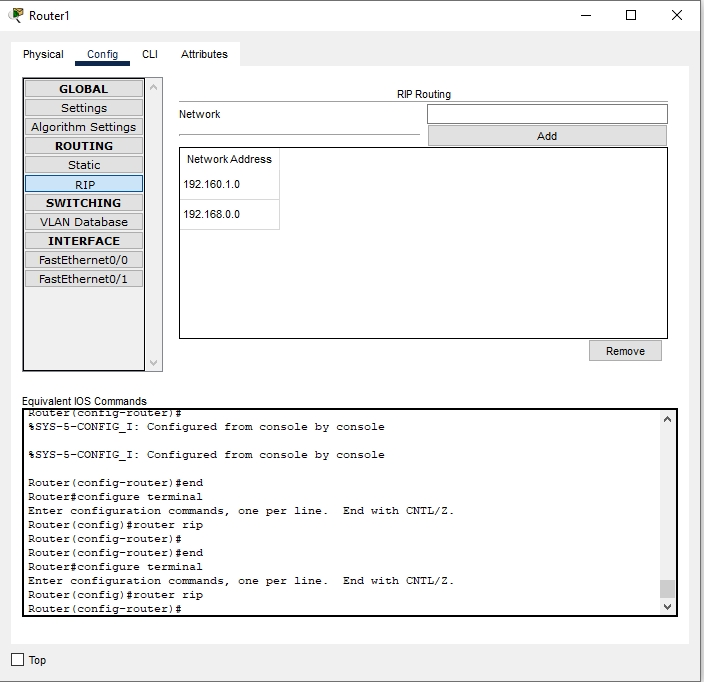 Router1
Physical Config CLI Attributes
GLOBAL
Settings
Algorithm Settings
ROUTING
Static
RIP
SWITCHING
VLAN Database
INTERFACE
FastEthernet0/0
FastEthernet0/1
RIP Routing
Network
Add
Network Address
192.160.1.0
192.168.0.0
Remove
Equivalent IOS Commands
Router(config-router)#
%SYS-5-CONFIG_I: Configured from console by console
%SYS-5-CONFIG_I: Configured from console by console
Router(config-router)#end
Router#configure terminal
Enter configuration commands, one per line.  End with CNTL/Z.
Router(config)#router rip
Router(config-router)#
Router(config-router)#end
Router#configure terminal
Enter configuration commands, one per line.  End with CNTL/Z.
Router(config)#router rip
Router(config-router)#
Top